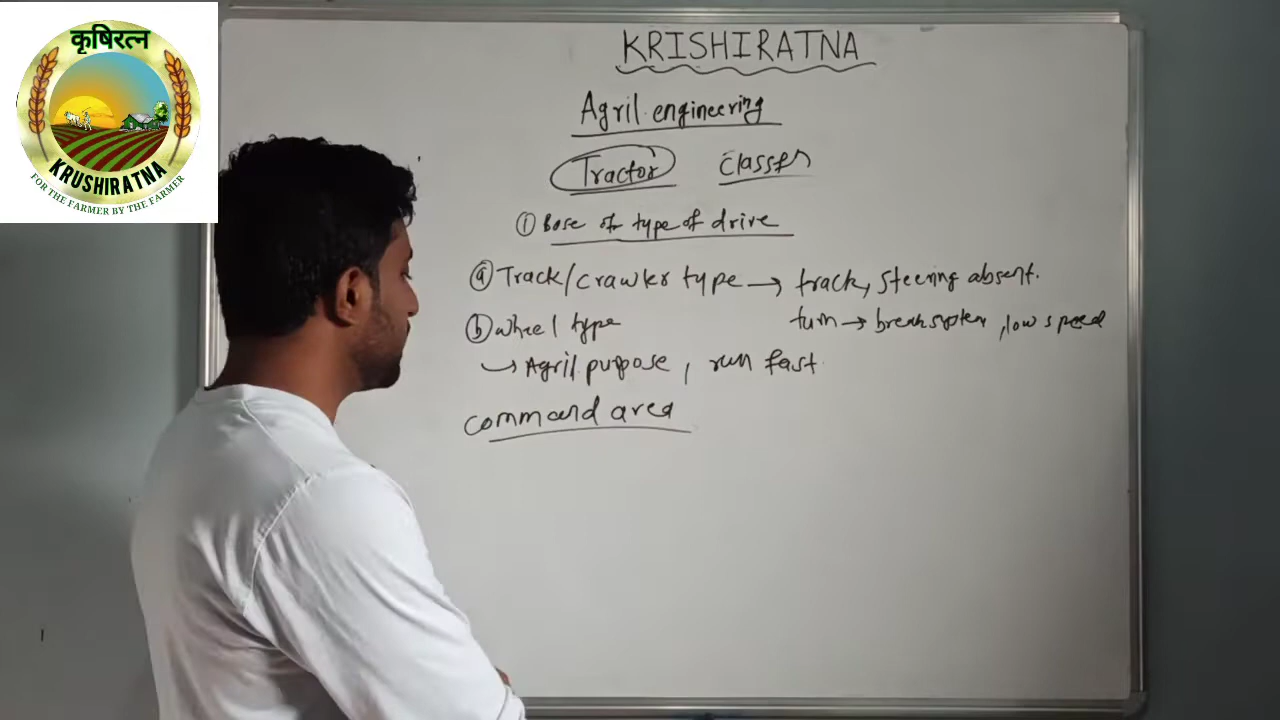 कृषिरत्न
KRUSHIRATNA
FOR THE FARMER BY THE FARMER
KRISHIRATNA
Agril engineering
Tractor Classes
① Base of type of drive
ⓐ Track/Crawler type → track, Steering absent.
turn → break system, low speed
ⓑ wheel type
→ Agril purpose, run fast
Command area